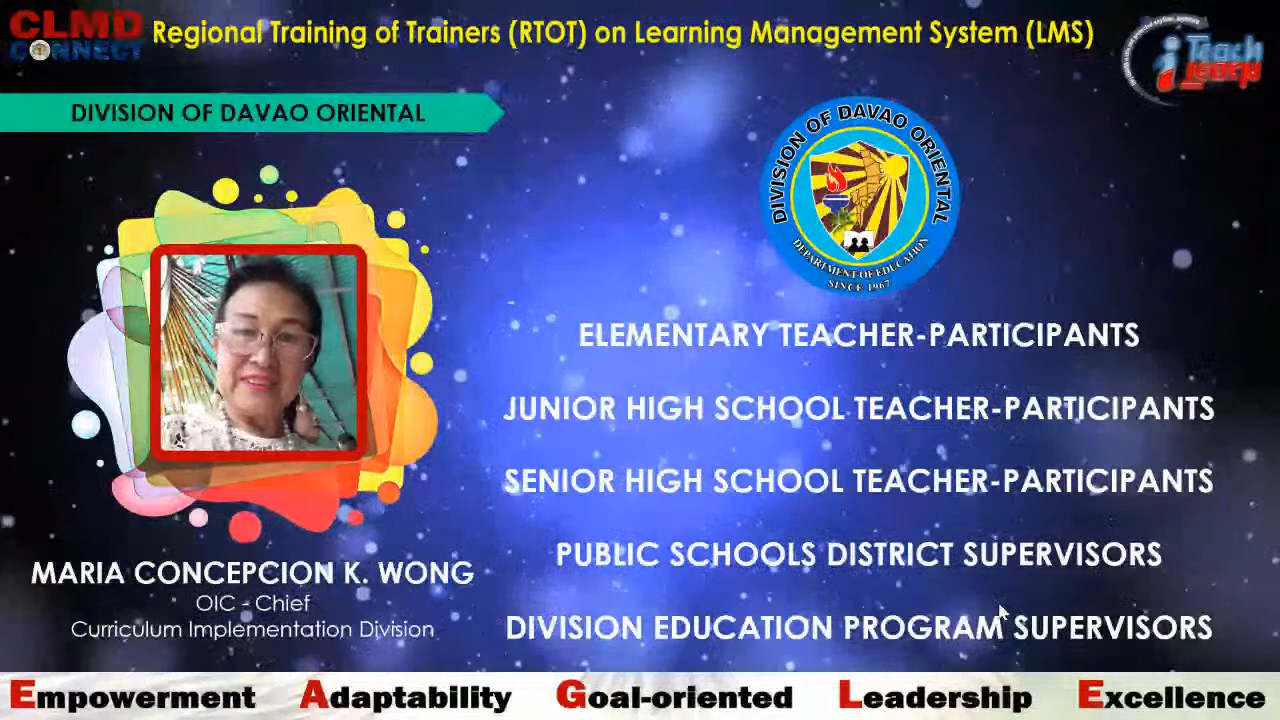 CLMD
CONNECT
Regional Training of Trainers (RTOT) on Learning Management System (LMS)
iTeach
DIVISION OF DAVAO ORIENTAL
DIVISION OF DAVAO ORIENTAL
DEPARTMENT OF EDUCATION
SINCE 1967
ELEMENTARY TEACHER-PARTICIPANTS
JUNIOR HIGH SCHOOL TEACHER-PARTICIPANTS
SENIOR HIGH SCHOOL TEACHER-PARTICIPANTS
PUBLIC SCHOOLS DISTRICT SUPERVISORS
DIVISION EDUCATION PROGRAM SUPERVISORS
MARIA CONCEPCION K. WONG
OIC - Chief
Curriculum Implementation Division
Empowerment Adaptability Goal-oriented Leadership Excellence